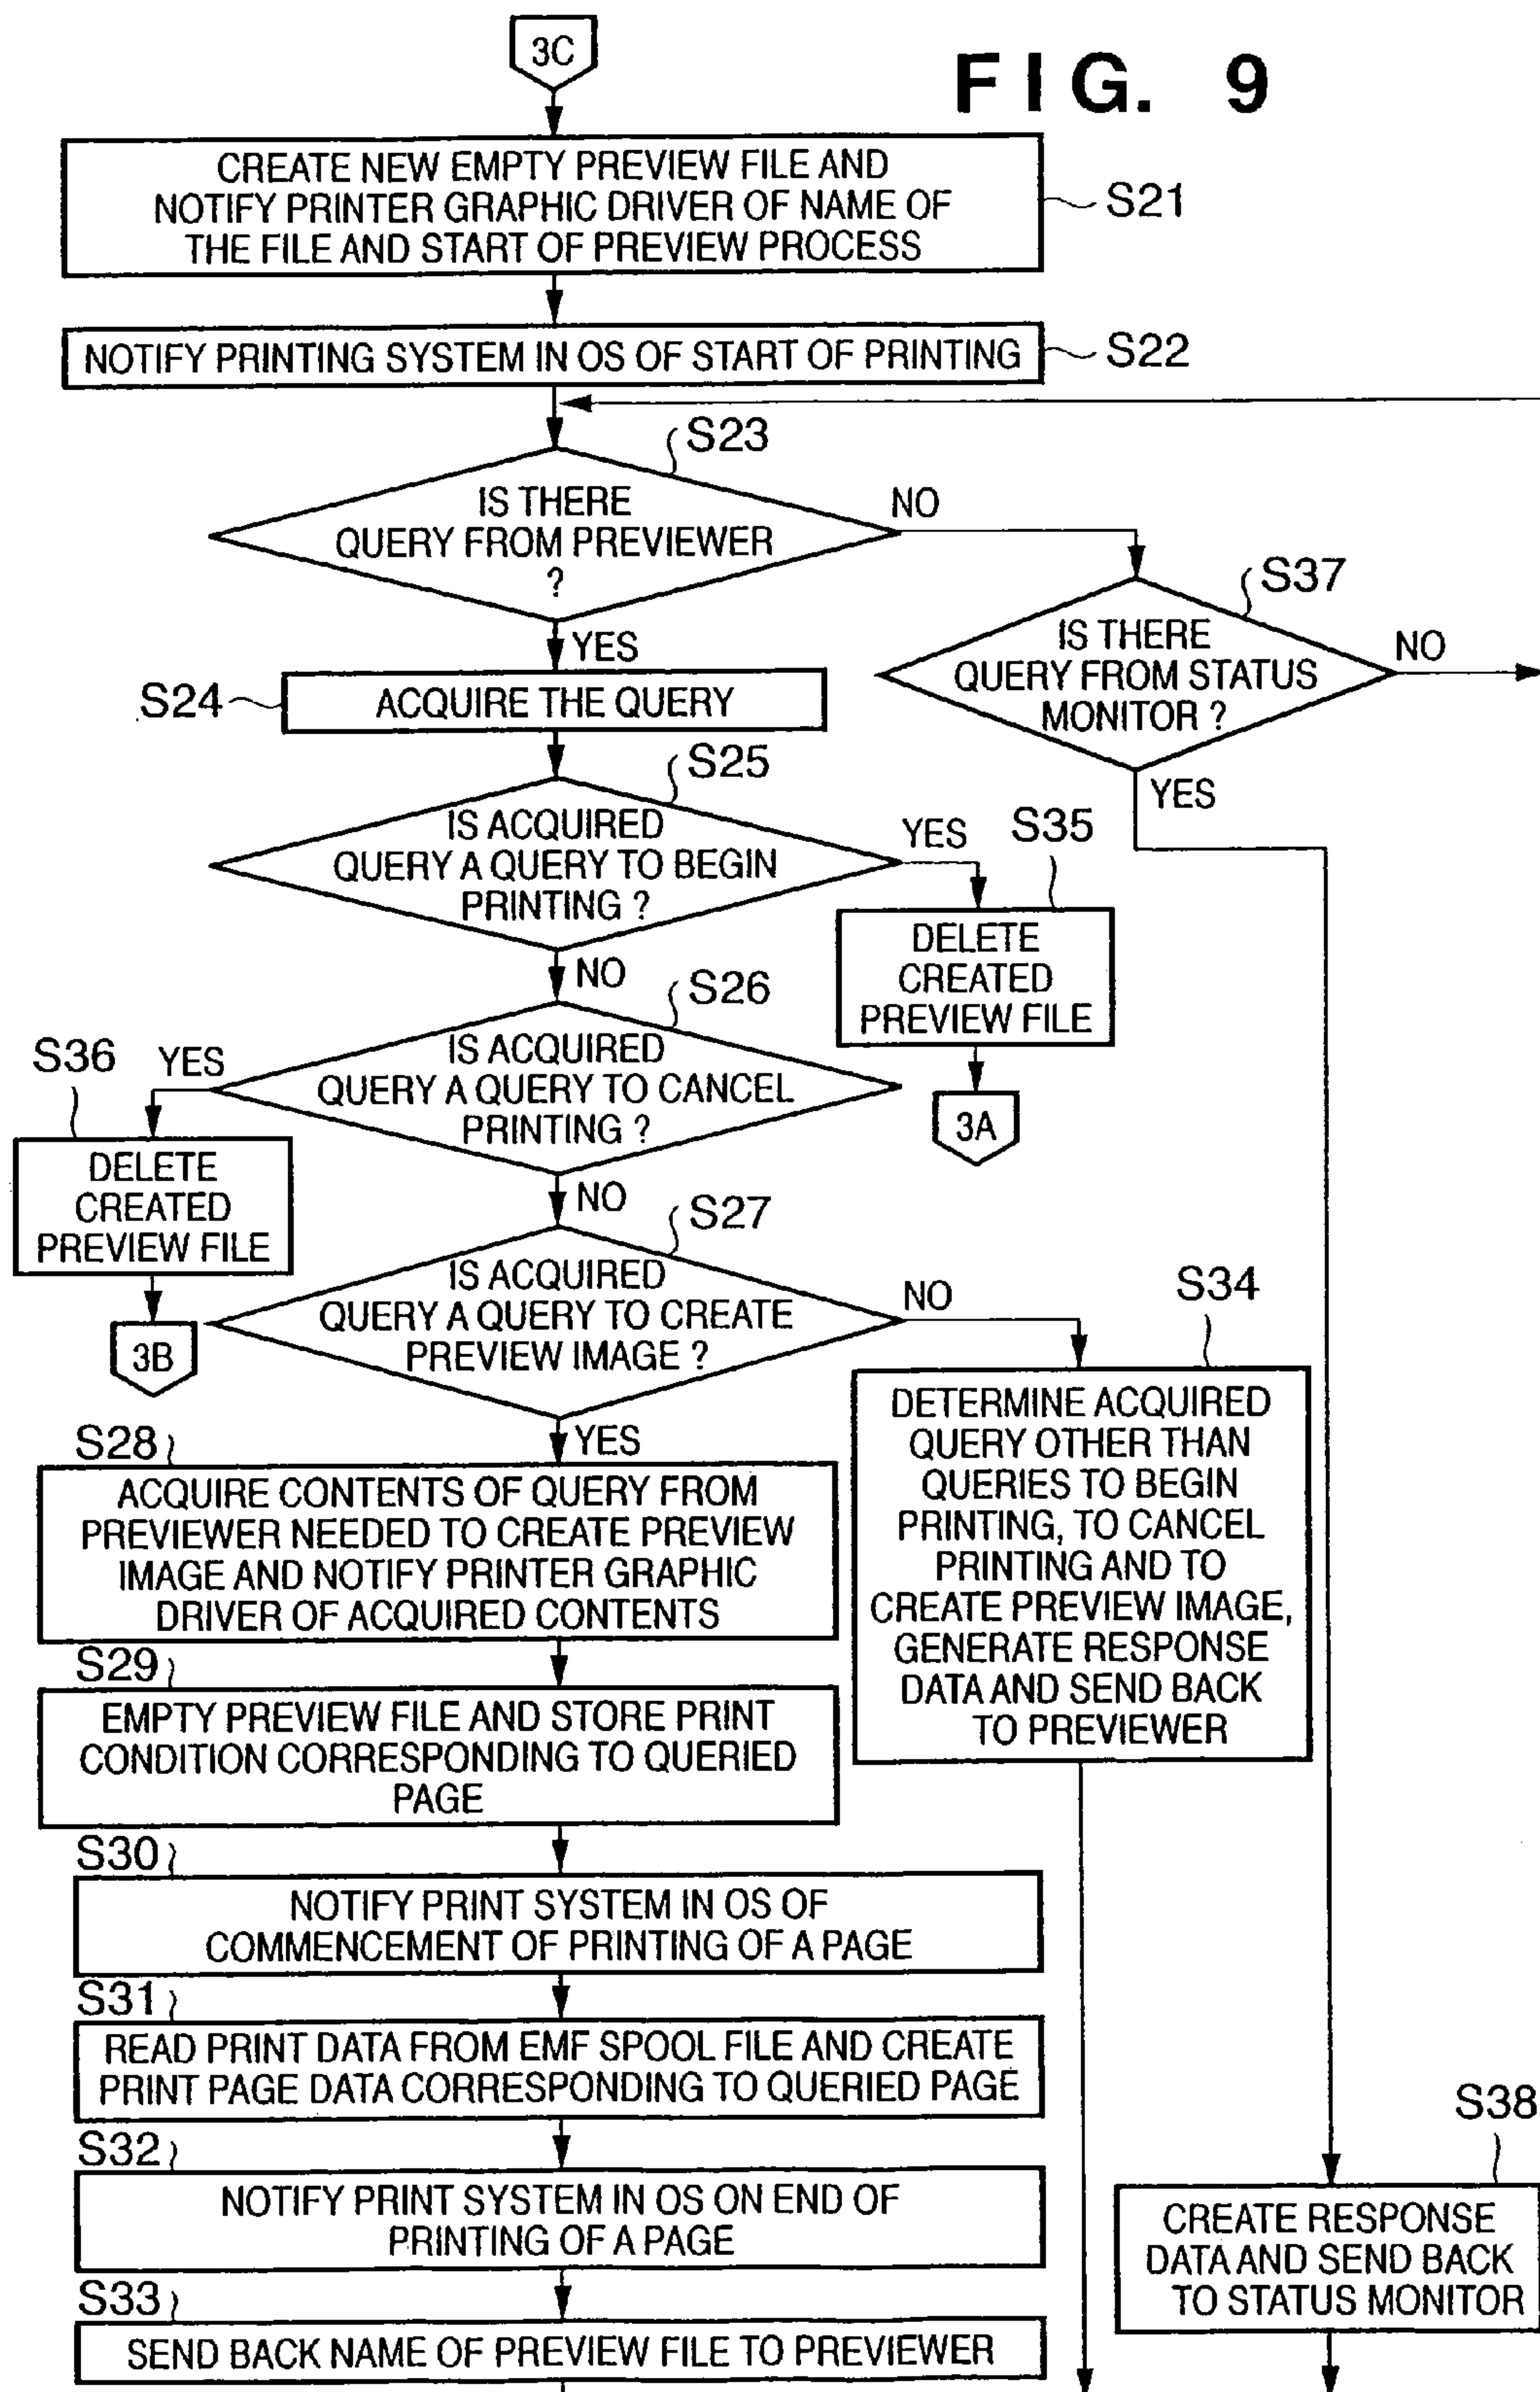 3C
FIG. 9
CREATE NEW EMPTY PREVIEW FILE AND
NOTIFY PRINTER GRAPHIC DRIVER OF NAME OF
THE FILE AND START OF PREVIEW PROCESS
S21
NOTIFY PRINTING SYSTEM IN OS OF START OF PRINTING
S22
S23
IS THERE
QUERY FROM PREVIEWER
?
NO
YES
S37
IS THERE
QUERY FROM STATUS
MONITOR ?
NO
YES
S24
ACQUIRE THE QUERY
S25
IS ACQUIRED
QUERY A QUERY TO BEGIN
PRINTING ?
YES
NO
S35
DELETE
CREATED
PREVIEW FILE
3A
S26
IS ACQUIRED
QUERY A QUERY TO CANCEL
PRINTING ?
YES
NO
S36
DELETE
CREATED
PREVIEW FILE
3B
S27
IS ACQUIRED
QUERY A QUERY TO CREATE
PREVIEW IMAGE ?
NO
YES
S34
DETERMINE ACQUIRED
QUERY OTHER THAN
QUERIES TO BEGIN
PRINTING, TO CANCEL
PRINTING AND TO
CREATE PREVIEW IMAGE,
GENERATE RESPONSE
DATA AND SEND BACK
TO PREVIEWER
S28
ACQUIRE CONTENTS OF QUERY FROM
PREVIEWER NEEDED TO CREATE PREVIEW
IMAGE AND NOTIFY PRINTER GRAPHIC
DRIVER OF ACQUIRED CONTENTS
S29
EMPTY PREVIEW FILE AND STORE PRINT
CONDITION CORRESPONDING TO QUERIED
PAGE
S30
NOTIFY PRINT SYSTEM IN OS OF
COMMENCEMENT OF PRINTING OF A PAGE
S31
READ PRINT DATA FROM EMF SPOOL FILE AND CREATE
PRINT PAGE DATA CORRESPONDING TO QUERIED PAGE
S32
NOTIFY PRINT SYSTEM IN OS ON END OF
PRINTING OF A PAGE
S33
SEND BACK NAME OF PREVIEW FILE TO PREVIEWER
S38
CREATE RESPONSE
DATA AND SEND BACK
TO STATUS MONITOR